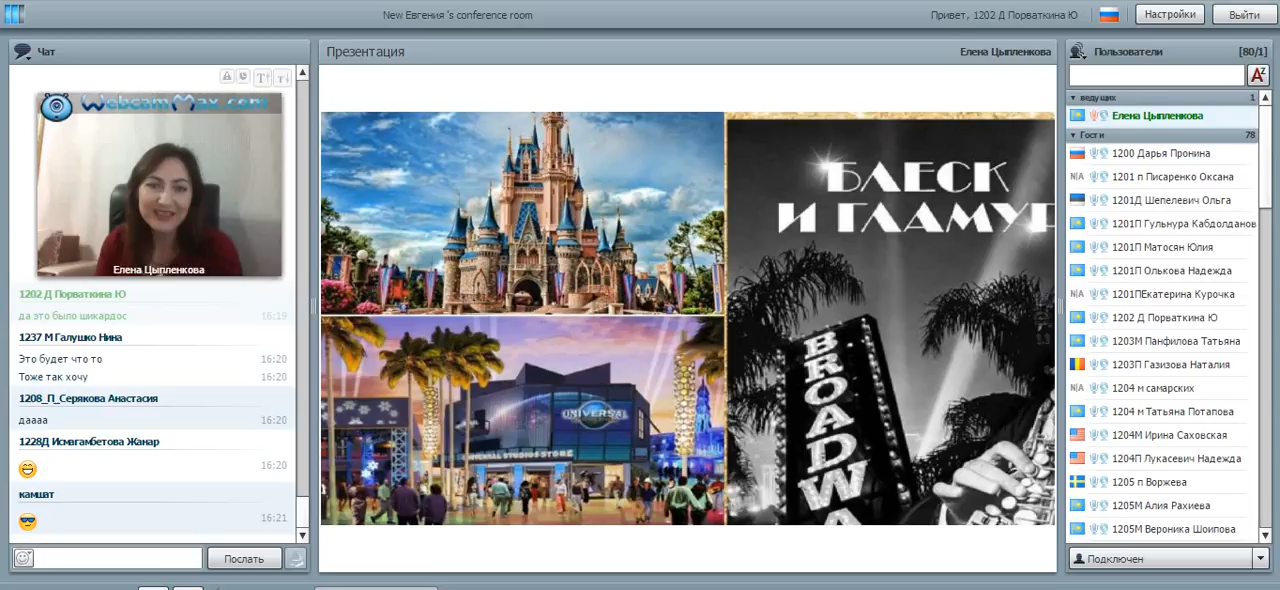 New Евгения 's conference room
Привет, 1202 Д Порваткина Ю
Настройки
Выйти
Чат
WebcamMax.com
Елена Цыпленкова
1202 Д Порваткина Ю
да это было шикардос 16:19
1237 М Галушко Нина
Это будет что то 16:20
Тоже так хочу 16:20
1208_П_Серякова Анастасия
даааа 16:20
1228Д Исмагамбетова Жанар
16:20
камшат
16:21
Послать
Презентация
Елена Цыпленкова
БЛЕСК
И ГЛАМУР
BROADWA
UNIVERSAL
UNIVERSAL STUDIOS STORE
Пользователи [80/1]
ведущих 1
Елена Цыпленкова
Гости 78
1200 Дарья Пронина
N/A 1201 п Писаренко Оксана
1201Д Шепелевич Ольга
1201П Гульнура Кабдолданов
1201П Матосян Юлия
1201П Олькова Надежда
N/A 1201ПЕкатерина Курочка
1202 Д Порваткина Ю
1203М Панфилова Татьяна
1203П Газизова Наталия
N/A 1204 м самарских
1204 м Татьяна Потапова
1204М Ирина Саховская
1204П Лукасевич Надежда
1205 п Воржева
1205М Алия Рахиева
1205М Вероника Шоипова
Подключен